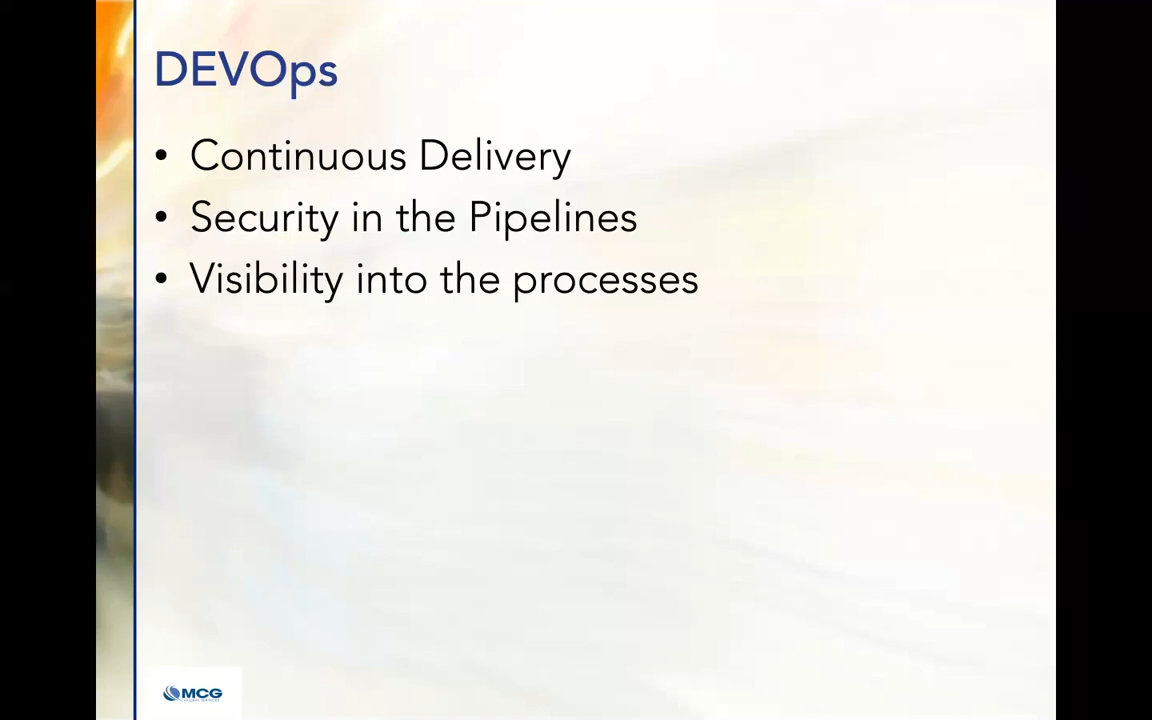 DEVOps
• Continuous Delivery
• Security in the Pipelines
• Visibility into the processes
MCG